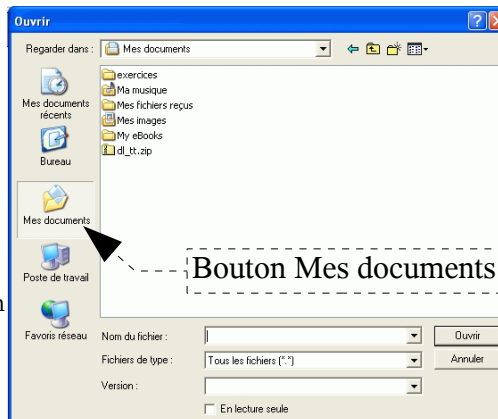 Ouvrir
Regarder dans :
Mes documents
Mes documents
récents
Bureau
Mes documents
Poste de travail
Favoris réseau
exercices
Ma musique
Mes fichiers reçus
Mes images
My eBooks
dl_tt.zip
Bouton Mes documents
n
Nom du fichier :
Ouvrir
Fichiers de type :
Tous les fichiers (*.*)
Annuler
Version :
En lecture seule